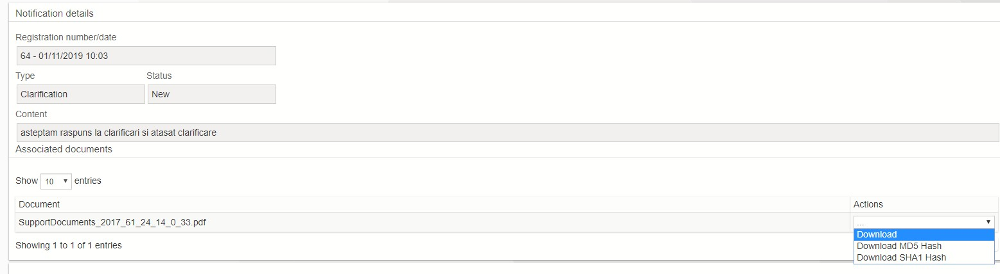 Notification details
Registration number/date
64 - 01/11/2019 10:03
Type Status
Clarification New
Content
asteptam raspuns la clarificari si atasat clarificare
Associated documents
Show 10 entries
Document Actions
SupportDocuments_2017_61_24_14_0_33.pdf ...
Download
Showing 1 to 1 of 1 entries Download MD5 Hash
Download SHA1 Hash